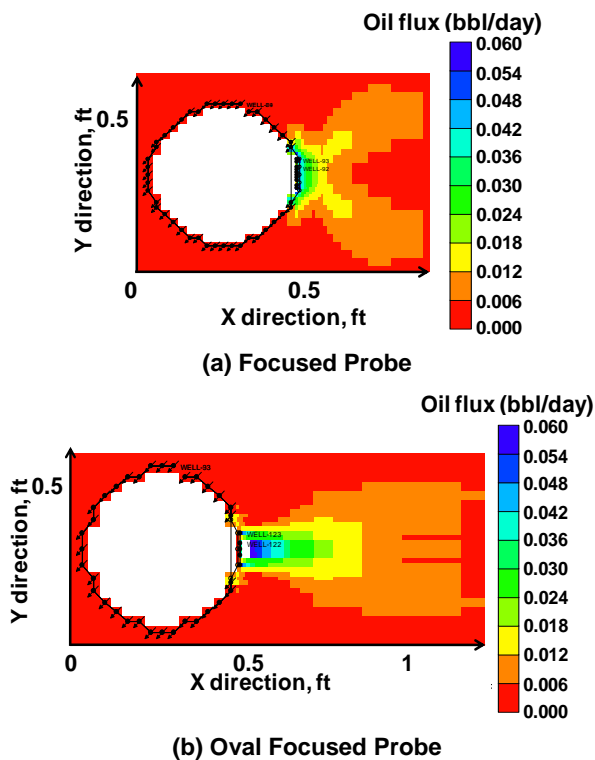 Oil flux (bbl/day)
0.060
0.054
0.048
0.042
0.036
0.030
0.024
0.018
0.012
0.006
0.000
Y direction, ft
0.5
WELL-93
WELL-92
0
0.5
X direction, ft
(a) Focused Probe
Oil flux (bbl/day)
0.060
0.054
0.048
0.042
0.036
0.030
0.024
0.018
0.012
0.006
0.000
Y direction, ft
0.5
WELL-93
WELL-123
WELL-122
0
0.5
1
X direction, ft
(b) Oval Focused Probe